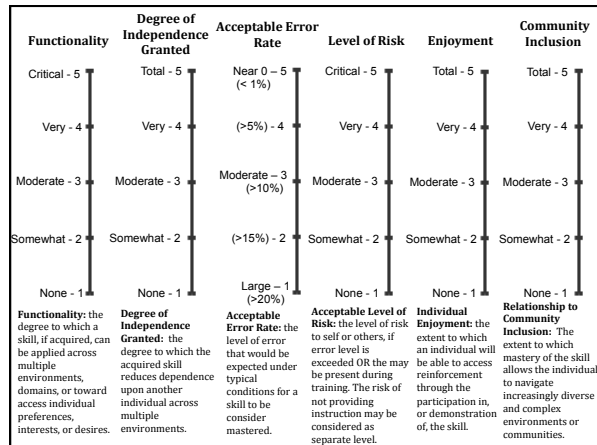 Functionality
Degree of
Independence
Granted
Acceptable Error
Rate
Level of Risk
Enjoyment
Community
Inclusion
Critical - 5
Very - 4
Moderate - 3
Somewhat - 2
None - 1
Total - 5
Very - 4
Moderate - 3
Somewhat - 2
None - 1
Near 0 – 5
(< 1%)
(>5%) - 4
Moderate – 3
(>10%)
(>15%) - 2
Large – 1
(>20%)
Critical - 5
Very - 4
Moderate - 3
Somewhat - 2
None - 1
Total - 5
Very - 4
Moderate - 3
Somewhat - 2
None - 1
Total - 5
Very - 4
Moderate - 3
Somewhat - 2
None - 1
Functionality: the
degree to which a
skill, if acquired, can
be applied across
multiple
environments,
domains, or toward
access individual
preferences,
interests, or desires.
Degree of
Independence
Granted: the
degree to which the
acquired skill
reduces dependence
upon another
individual across
multiple
environments.
Acceptable
Error Rate: the
level of error
that would be
expected under
typical
conditions for a
skill to be
consider
mastered.
Acceptable Level of
Risk: the level of risk
to self or others, if
error level is
exceeded OR the may
be present during
training. The risk of
not providing
instruction may be
considered as
separate level.
Individual
Enjoyment: the
extent to which
an individual will
be able to access
reinforcement
through the
participation in,
or demonstration
of, the skill.
Relationship to
Community
Inclusion: The
extent to which
mastery of the skill
allows the individual
to navigate
increasingly diverse
and complex
environments or
communities.